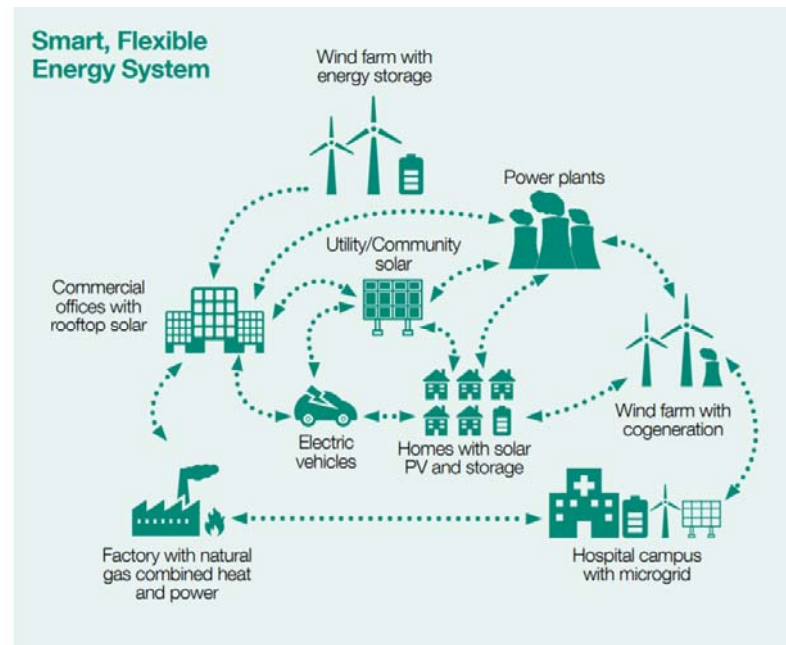 Smart, Flexible
Energy System
Wind farm with
energy storage
Power plants
Utility/Community
solar
Commercial
offices with
rooftop solar
Electric
vehicles
Homes with solar
PV and storage
Wind farm with
cogeneration
Factory with natural
gas combined heat
and power
Hospital campus
with microgrid